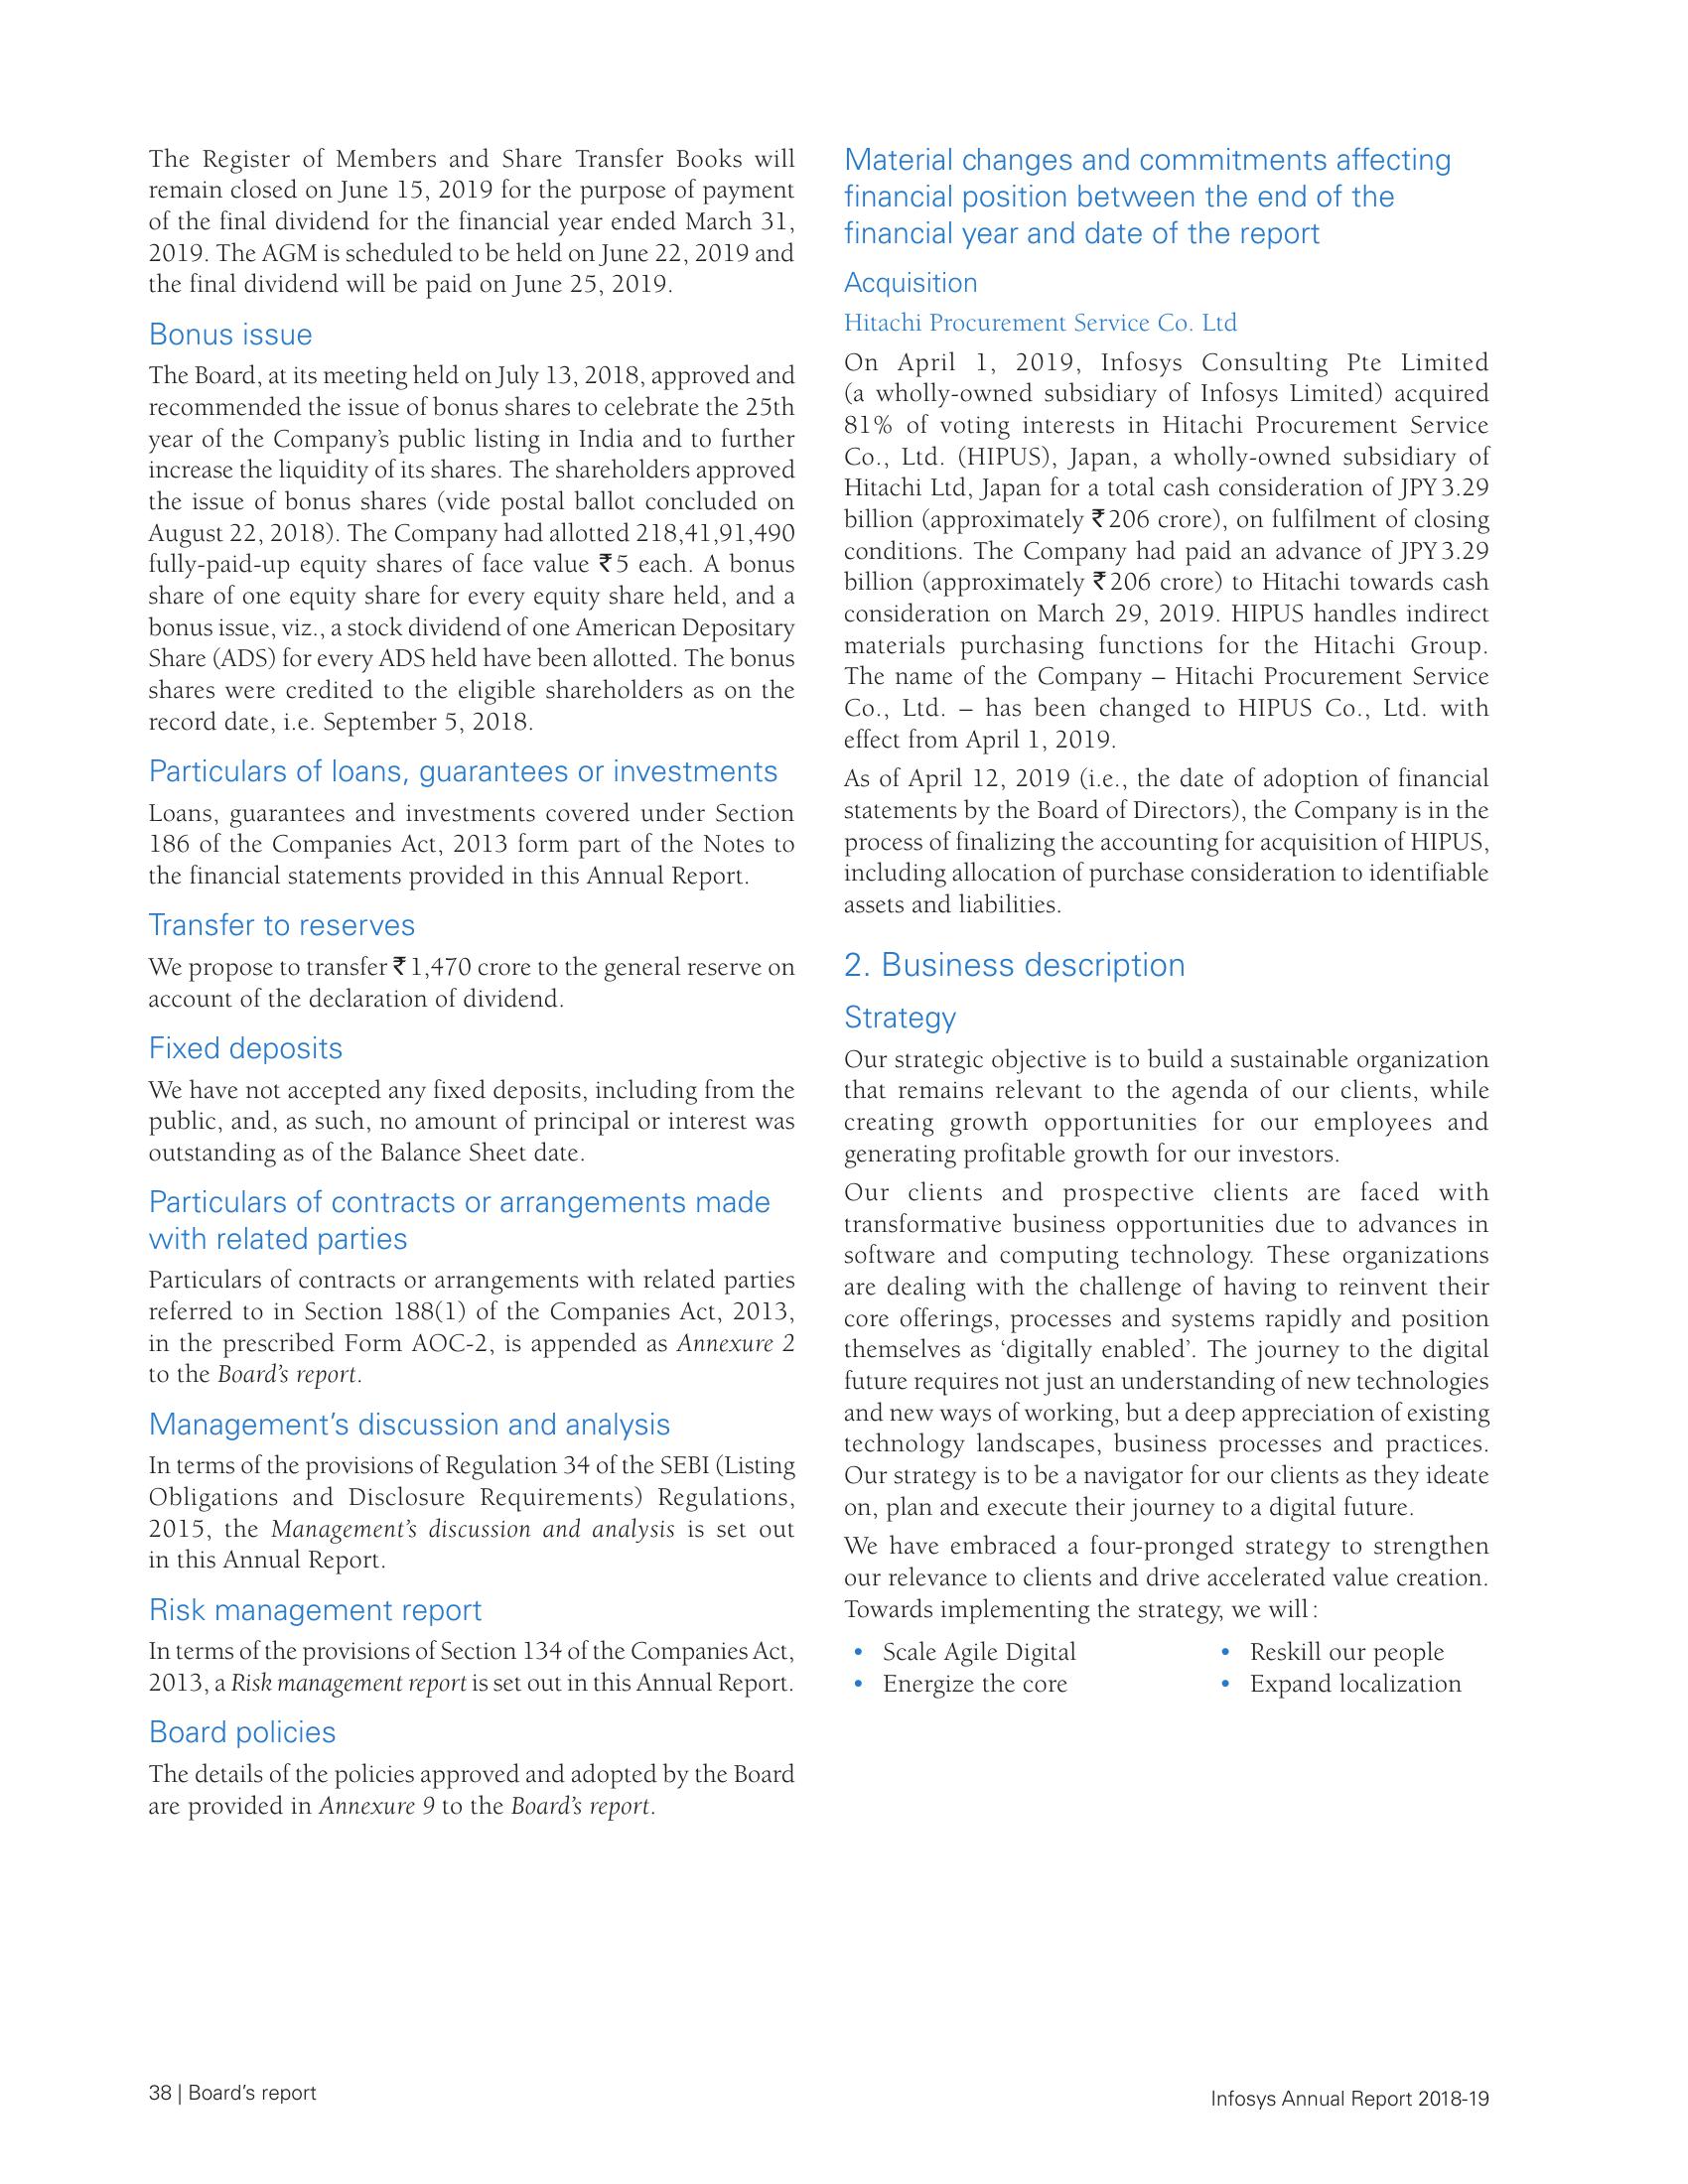 The Register of Members and Share Transfer Books will
remain closed on June 15, 2019 for the purpose of payment
of the final dividend for the financial year ended March 31,
2019. The AGM is scheduled to be held on June 22, 2019 and
the final dividend will be paid on June 25, 2019.
Bonus issue
The Board, at its meeting held on July 13, 2018, approved and
recommended the issue of bonus shares to celebrate the 25th
year of the Company's public listing in India and to further
increase the liquidity of its shares. The shareholders approved
the issue of bonus shares (vide postal ballot concluded on
August 22, 2018). The Company had allotted 218,41,91,490
fully-paid-up equity shares of face value ₹5 each. A bonus
share of one equity share for every equity share held, and a
bonus issue, viz., a stock dividend of one American Depositary
Share (ADS) for every ADS held have been allotted. The bonus
shares were credited to the eligible shareholders as on the
record date, i.e. September 5, 2018.
Particulars of loans, guarantees or investments
Loans, guarantees and investments covered under Section
186 of the Companies Act, 2013 form part of the Notes to
the financial statements provided in this Annual Report.
Transfer to reserves
We propose to transfer ₹1,470 crore to the general reserve on
account of the declaration of dividend.
Fixed deposits
We have not accepted any fixed deposits, including from the
public, and, as such, no amount of principal or interest was
outstanding as of the Balance Sheet date.
Particulars of contracts or arrangements made
with related parties
Particulars of contracts or arrangements with related parties
referred to in Section 188(1) of the Companies Act, 2013,
in the prescribed Form AOC-2, is appended as Annexure 2
to the Board's report.
Management's discussion and analysis
In terms of the provisions of Regulation 34 of the SEBI (Listing
Obligations and Disclosure Requirements) Regulations,
2015, the Management's discussion and analysis is set out
in this Annual Report.
Risk management report
In terms of the provisions of Section 134 of the Companies Act,
2013, a Risk management report is set out in this Annual Report.
Board policies
The details of the policies approved and adopted by the Board
are provided in Annexure 9 to the Board's report.
Material changes and commitments affecting
financial position between the end of the
financial year and date of the report
Acquisition
Hitachi Procurement Service Co. Ltd
On April 1, 2019, Infosys Consulting Pte Limited
(a wholly-owned subsidiary of Infosys Limited) acquired
81% of voting interests in Hitachi Procurement Service
Co., Ltd. (HIPUS), Japan, a wholly-owned subsidiary of
Hitachi Ltd, Japan for a total cash consideration of JPY 3.29
billion (approximately ₹206 crore), on fulfilment of closing
conditions. The Company had paid an advance of JPY 3.29
billion (approximately ₹206 crore) to Hitachi towards cash
consideration on March 29, 2019. HIPUS handles indirect
materials purchasing functions for the Hitachi Group.
The name of the Company – Hitachi Procurement Service
Co., Ltd. – has been changed to HIPUS Co., Ltd. with
effect from April 1, 2019.
As of April 12, 2019 (i.e., the date of adoption of financial
statements by the Board of Directors), the Company is in the
process of finalizing the accounting for acquisition of HIPUS,
including allocation of purchase consideration to identifiable
assets and liabilities.
2. Business description
Strategy
Our strategic objective is to build a sustainable organization
that remains relevant to the agenda of our clients, while
creating growth opportunities for our employees and
generating profitable growth for our investors.
Our clients and prospective clients are faced with
transformative business opportunities due to advances in
software and computing technology. These organizations
are dealing with the challenge of having to reinvent their
core offerings, processes and systems rapidly and position
themselves as 'digitally enabled'. The journey to the digital
future requires not just an understanding of new technologies
and new ways of working, but a deep appreciation of existing
technology landscapes, business processes and practices.
Our strategy is to be a navigator for our clients as they ideate
on, plan and execute their journey to a digital future.
We have embraced a four-pronged strategy to strengthen
our relevance to clients and drive accelerated value creation.
Towards implementing the strategy, we will:
• Scale Agile Digital
• Energize the core
• Reskill our people
• Expand localization
38 | Board's report
Infosys Annual Report 2018-19